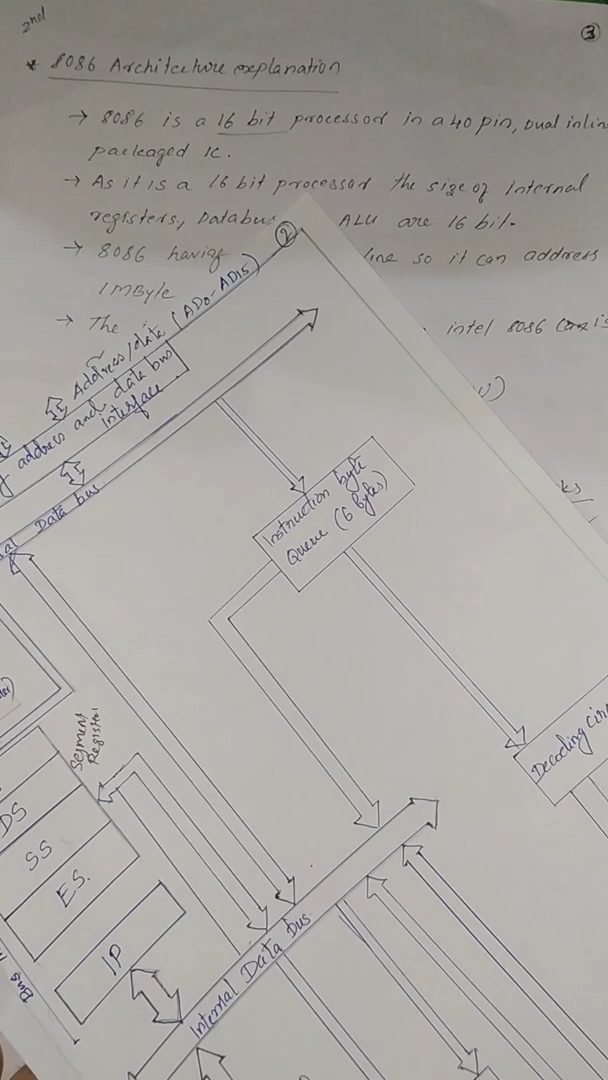 2nd
③
* 8086 Architecture explanation
→ 8086 is a 16 bit processor in a 40 pin, Dual inline
packaged IC.
→ As it is a 16 bit processor the size of Internal
registers, Databus ALU are 16 bit.
→ 8086 having line so it can address
1 MByte
→ The intel 8086
②
Address/data (AD0-AD15)
address and data bus
Interface
Data bus
Instruction byte
Queue (6 bytes)
Decoding
Segment
Register
DS
SS
ES.
IP
Bus
Internal Data bus